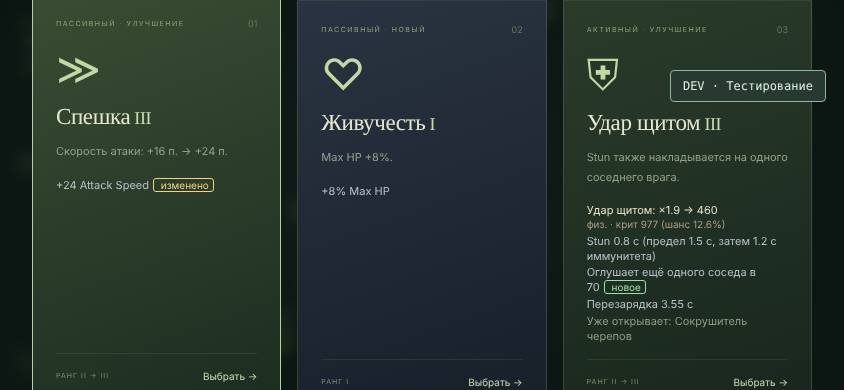 ПАССИВНЫЙ · УЛУЧШЕНИЕ
01
Спешка III
Скорость атаки: +16 п. → +24 п.
+24 Attack Speed изменено
РАНГ II → III
Выбрать →
ПАССИВНЫЙ · НОВЫЙ
02
Живучесть I
Max HP +8%.
+8% Max HP
РАНГ I
Выбрать →
АКТИВНЫЙ · УЛУЧШЕНИЕ
03
DEV · Тестирование
Удар щитом III
Stun также накладывается на одного
соседнего врага.
Удар щитом: ×1.9 → 460
физ. · крит 977 (шанс 12.6%)
Stun 0.8 с (предел 1.5 с, затем 1.2 с
иммунитета)
Оглушает ещё одного соседа в
70 новое
Перезарядка 3.55 с
Уже открывает: Сокрушитель
черепов
РАНГ II → III
Выбрать →